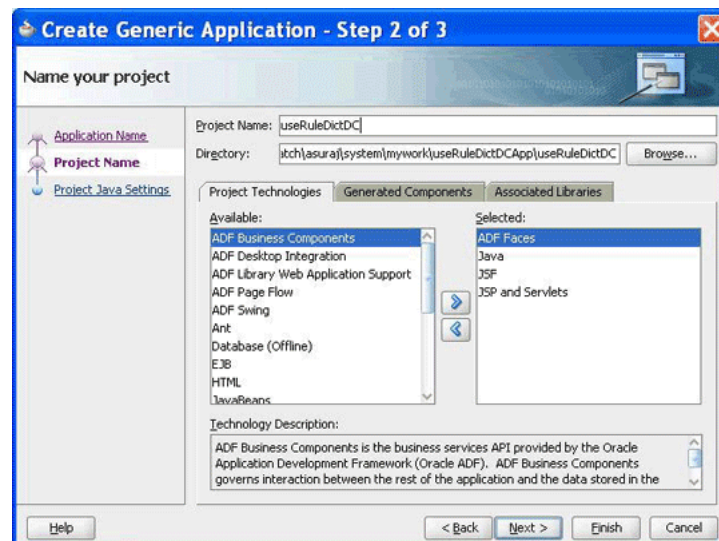 Create Generic Application - Step 2 of 3
Name your project
Application Name
Project Name
Project Java Settings
Project Name: useRuleDictDC
Directory: atch\asuraj\system\mywork\useRuleDictDCApp\useRuleDictDC Browse...
Project Technologies Generated Components Associated Libraries
Available: Selected:
ADF Business Components ADF Faces
ADF Desktop Integration Java
ADF Library Web Application Support JSF
ADF Page Flow JSP and Servlets
ADF Swing
Ant
Database (Offline)
EJB
HTML
JavaBeans
Technology Description:
ADF Business Components is the business services API provided by the Oracle
Application Development Framework (Oracle ADF). ADF Business Components
governs interaction between the rest of the application and the data stored in the
Help < Back Next > Finish Cancel